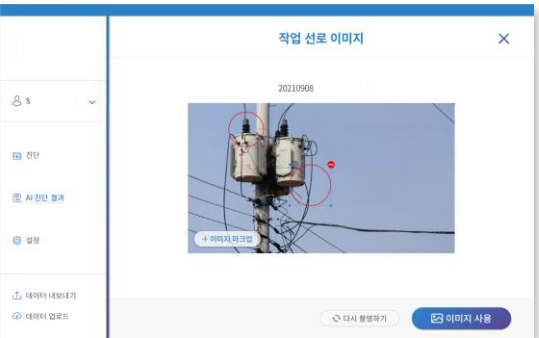 작업 선로 이미지
S
20210908
진단
AI 진단 결과
+ 이미지 마크업
설정
데이터 내보내기
데이터 업로드
다시 촬영하기
이미지 사용